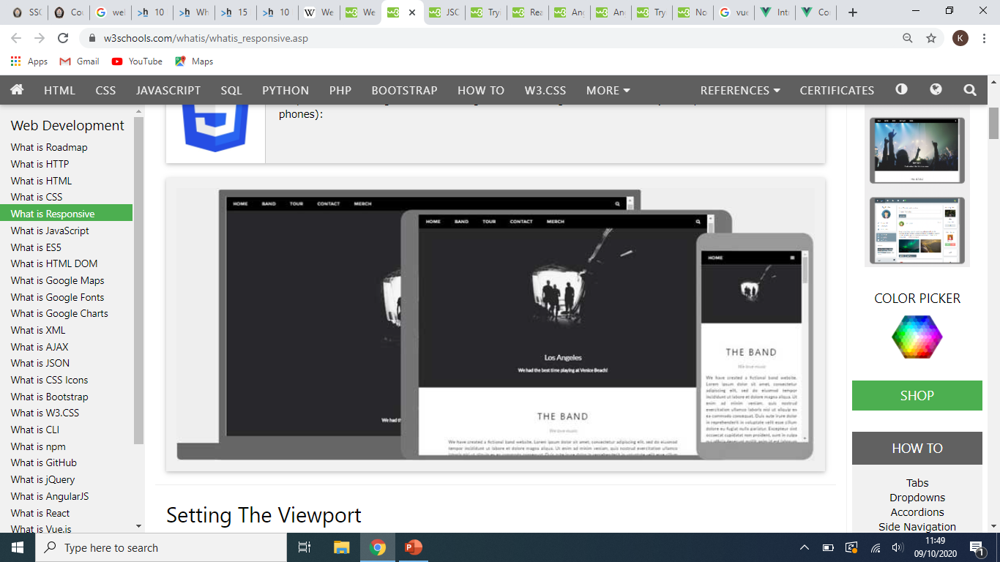 SSC
Cou
wel
10
Wh
15
10
We
We
JSC
Try
Rea
Ang
An
Try
No
vue
Intr
Co
w3schools.com/whatis/whatis_responsive.asp
K
Apps
Gmail
YouTube
Maps
HTML
CSS
JAVASCRIPT
SQL
PYTHON
PHP
BOOTSTRAP
HOW TO
W3.CSS
MORE
REFERENCES
CERTIFICATES
Web Development
What is Roadmap
What is HTTP
What is HTML
What is CSS
What is Responsive
What is JavaScript
What is ES5
What is HTML DOM
What is Google Maps
What is Google Fonts
What is Google Charts
What is XML
What is AJAX
What is JSON
What is CSS Icons
What is Bootstrap
What is W3.CSS
What is CLI
What is npm
What is GitHub
What is jQuery
What is AngularJS
What is React
What is Vue.js
phones):
HOME BAND TOUR CONTACT MERCH
We had t
HOME BAND TOUR CONTACT MERCH
Los Angeles
We had the best time playing at Venice Beach!
THE BAND
We love music
We have created a fictional band website. Lorem ipsum dolor sit amet, consectetur adipiscing elit, sed do eiusmod
tempor incididunt ut labore et dolore magna aliqua. Ut enim ad minim veniam, quis nostrud exercitation ullamco
HOME
THE BAND
We love music
We have created a fictional band website.
Lorem ipsum dolor sit amet, consectetur
adipiscing elit, sed do eiusmod tempor
incididunt ut labore et dolore magna aliqua.
Ut enim ad minim veniam, quis nostrud
exercitation ullamco laboris nisi ut aliquip ex
ea commodo consequat. Duis aute irure dolor
in reprehenderit in voluptate velit esse cillum
dolore eu fugiat nulla pariatur. Excepteur sint
occaecat cupidatat non proident, sunt in culpa
Setting The Viewport
COLOR PICKER
SHOP
HOW TO
Tabs
Dropdowns
Accordions
Side Navigation
Type here to search
11:49
09/10/2020
1